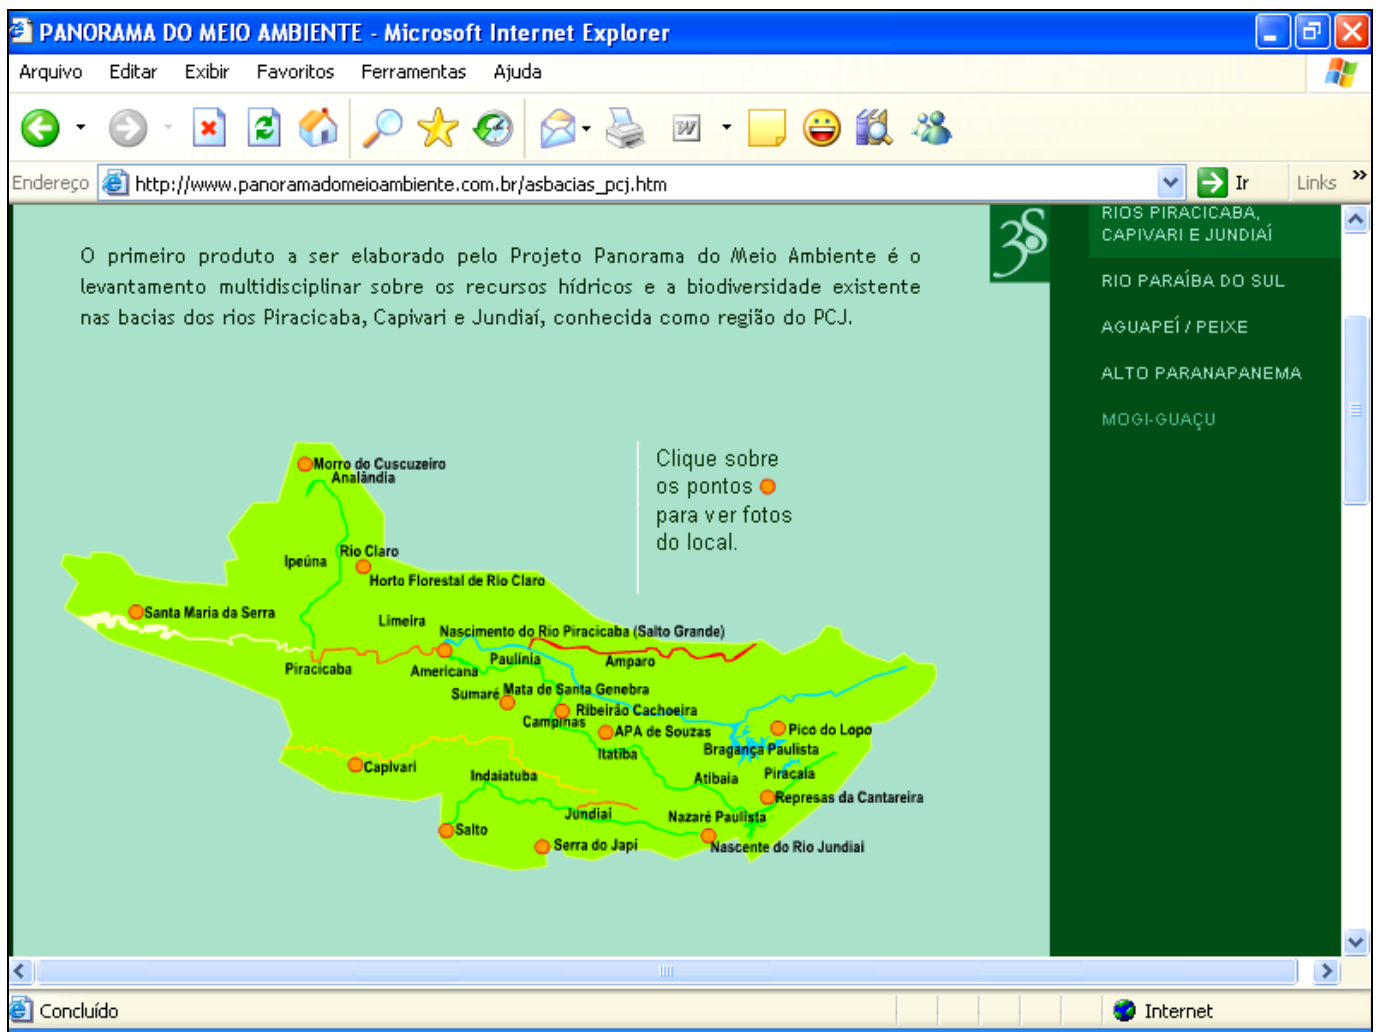 PANORAMA DO MEIO AMBIENTE - Microsoft Internet Explorer
Arquivo Editar Exibir Favoritos Ferramentas Ajuda
Endereço http://www.panoramadomeioambiente.com.br/asbacias_pcj.htm Ir Links »
O primeiro produto a ser elaborado pelo Projeto Panorama do Meio Ambiente é o
levantamento multidisciplinar sobre os recursos hídricos e a biodiversidade existente
nas bacias dos rios Piracicaba, Capivari e Jundiaí, conhecida como região do PCJ.
RIOS PIRACICABA,
CAPIVARI E JUNDIAÍ
RIO PARAÍBA DO SUL
AGUAPEÍ / PEIXE
ALTO PARANAPANEMA
MOGI-GUAÇU
Clique sobre
os pontos
para ver fotos
do local.
Morro do Cuscuzeiro
Analândia
Rio Claro
Ipeúna
Horto Florestal de Rio Claro
Santa Maria da Serra
Limeira
Nascimento do Rio Piracicaba (Salto Grande)
Paulínia
Amparo
Piracicaba
Americana
Sumaré
Mata de Santa Genebra
Ribeirão Cachoeira
Campinas
APA de Souzas
Pico do Lopo
Itatiba
Bragança Paulista
Capivari
Indaiatuba
Atibaia
Piracaia
Represas da Cantareira
Jundiaí
Nazaré Paulista
Salto
Serra do Japi
Nascente do Rio Jundiaí
Concluído
Internet